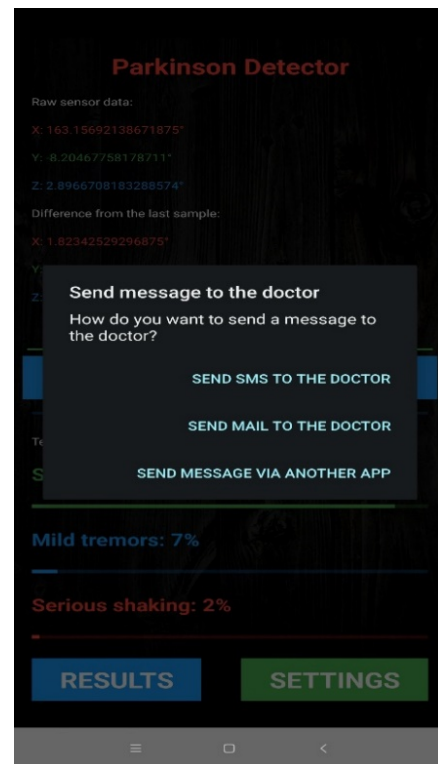 Parkinson Detector
Raw sensor data:
X: 163.15692138671875°
Y: -8.20467758178711°
Z: 2.8966708183288574°
Difference from the last sample:
X: 1.82342529296875°
Y
Z:
Send message to the doctor
How do you want to send a message to
the doctor?
SEND SMS TO THE DOCTOR
SEND MAIL TO THE DOCTOR
SEND MESSAGE VIA ANOTHER APP
Te
S
Mild tremors: 7%
Serious shaking: 2%
RESULTS SETTINGS